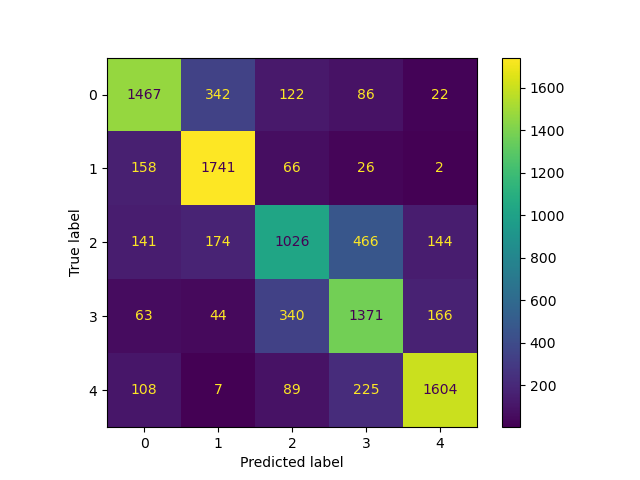 0 1467 342 122 86 22
1 158 1741 66 26 2
2 141 174 1026 466 144
3 63 44 340 1371 166
4 108 7 89 225 1604
0 1 2 3 4
Predicted label
True label
1600
1400
1200
1000
800
600
400
200